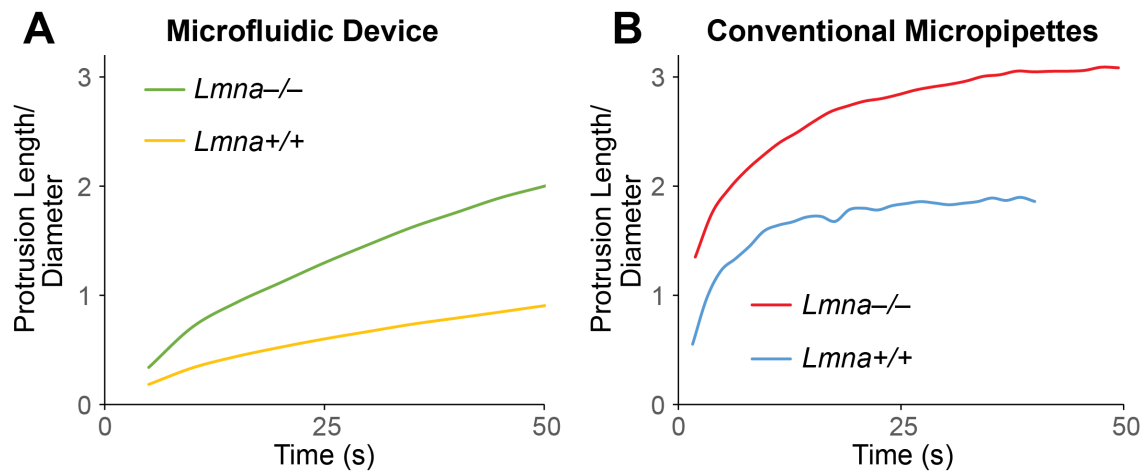 A
Microfluidic Device
Protrusion Length/
Diameter
3
2
1
0
Lmna–/–
Lmna+/+
0
25
50
Time (s)
B
Conventional Micropipettes
Protrusion Length/
Diameter
3
2
1
0
Lmna–/–
Lmna+/+
0
25
50
Time (s)